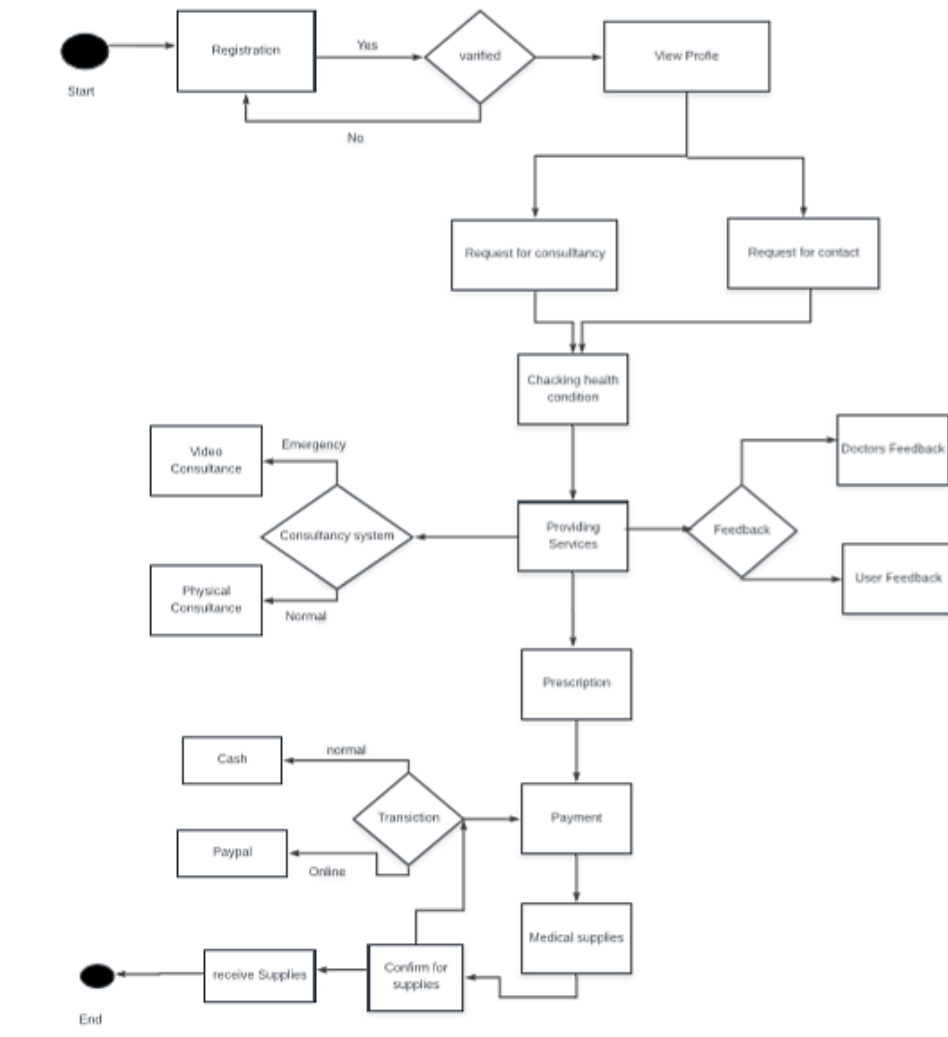 Registration
Yes
varified
View Profie
Start
No
Request for consulltancy
Request for contact
Chacking health
condition
Video
Consultance
Emergency
Doctors Feedback
Consultancy system
Providing
Services
Feedback
Physical
Consultance
Normal
User Feedback
Prescription
Cash
normal
Transiction
Payment
Paypal
Online
Medical supplies
receive Supplies
Confirm for
supplies
End